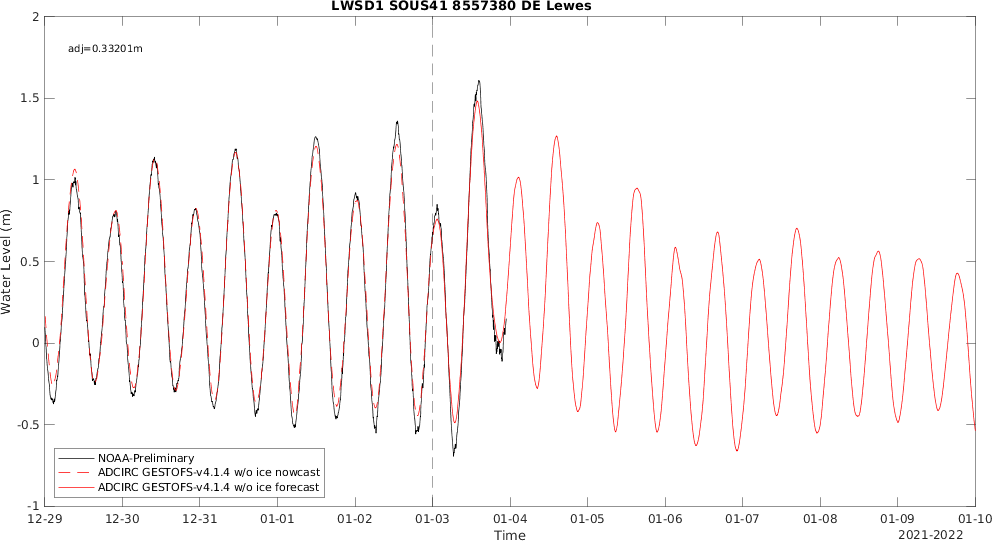 LWSD1 SOUS41 8557380 DE Lewes
adj=0.33201m
2
1.5
1
0.5
0
-0.5
-1
Water Level (m)
NOAA-Preliminary
ADCIRC GESTOFS-v4.1.4 w/o ice nowcast
ADCIRC GESTOFS-v4.1.4 w/o ice forecast
12-29 12-30 12-31 01-01 01-02 01-03 01-04 01-05 01-06 01-07 01-08 01-09 01-10
Time
2021-2022